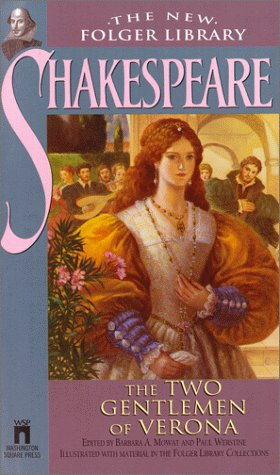 THE NEW
FOLGER LIBRARY
SHAKESPEARE
THE TWO
GENTLEMEN
OF VERONA
EDITED BY BARBARA A. MOWAT AND PAUL WERSTINE
ILLUSTRATED WITH MATERIAL IN THE FOLGER LIBRARY COLLECTIONS
WSP
WASHINGTON
SQUARE PRESS